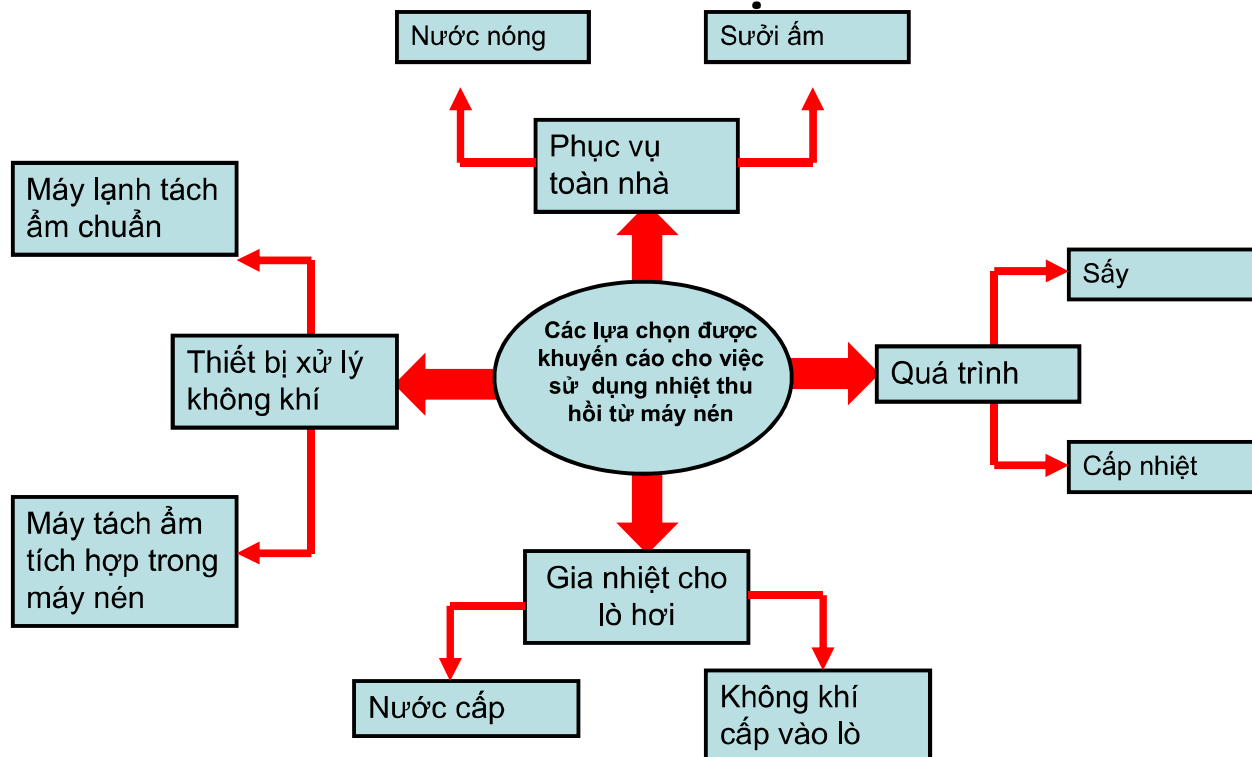 Nước nóng
Sưởi ấm
Phục vụ
toàn nhà
Máy lạnh tách
ẩm chuẩn
Sấy
Các lựa chọn được
khuyến cáo cho việc
sử dụng nhiệt thu
hồi từ máy nén
Thiết bị xử lý
không khí
Quá trình
Cấp nhiệt
Máy tách ẩm
tích hợp trong
máy nén
Gia nhiệt cho
lò hơi
Nước cấp
Không khí
cấp vào lò